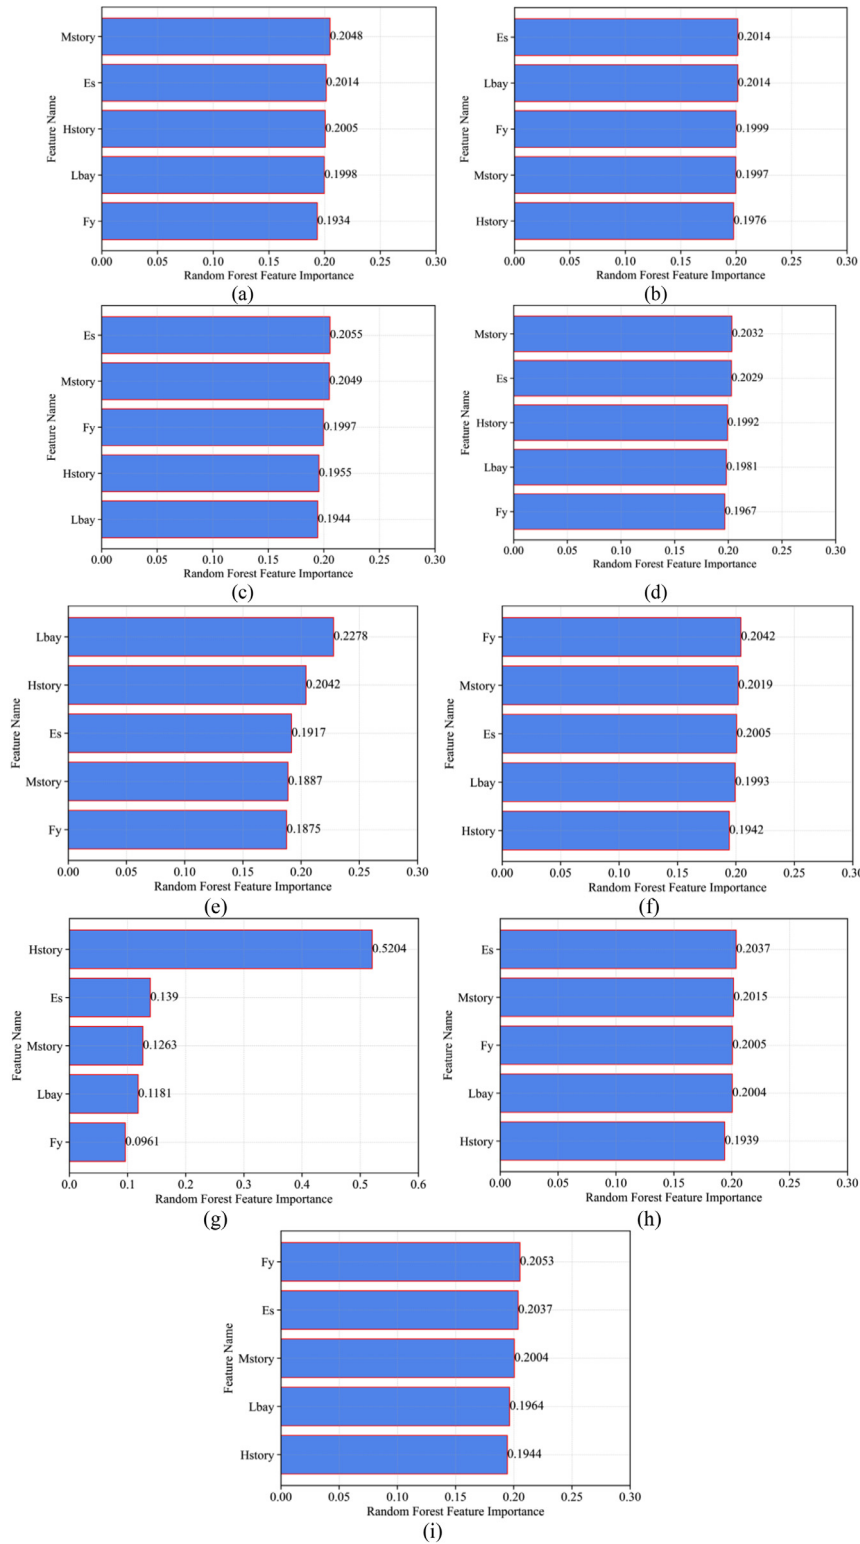 Feature Name
Mstory
0.2048
Es
0.2014
Hstory
0.2005
Lbay
0.1998
Fy
0.1934
0.00 0.05 0.10 0.15 0.20 0.25 0.30
Random Forest Feature Importance
(a)
Feature Name
Es
0.2014
Lbay
0.2014
Fy
0.1999
Mstory
0.1997
Hstory
0.1976
0.00 0.05 0.10 0.15 0.20 0.25 0.30
Random Forest Feature Importance
(b)
Feature Name
Es
0.2055
Mstory
0.2049
Fy
0.1997
Hstory
0.1955
Lbay
0.1944
0.00 0.05 0.10 0.15 0.20 0.25 0.30
Random Forest Feature Importance
(c)
Feature Name
Mstory
0.2032
Es
0.2029
Hstory
0.1992
Lbay
0.1981
Fy
0.1967
0.00 0.05 0.10 0.15 0.20 0.25 0.30
Random Forest Feature Importance
(d)
Feature Name
Lbay
0.2278
Hstory
0.2042
Es
0.1917
Mstory
0.1887
Fy
0.1875
0.00 0.05 0.10 0.15 0.20 0.25 0.30
Random Forest Feature Importance
(e)
Feature Name
Fy
0.2042
Mstory
0.2019
Es
0.2005
Lbay
0.1993
Hstory
0.1942
0.00 0.05 0.10 0.15 0.20 0.25 0.30
Random Forest Feature Importance
(f)
Feature Name
Hstory
0.5204
Es
0.139
Mstory
0.1263
Lbay
0.1181
Fy
0.0961
0.0 0.1 0.2 0.3 0.4 0.5 0.6
Random Forest Feature Importance
(g)
Feature Name
Es
0.2037
Mstory
0.2015
Fy
0.2005
Lbay
0.2004
Hstory
0.1939
0.00 0.05 0.10 0.15 0.20 0.25 0.30
Random Forest Feature Importance
(h)
Feature Name
Fy
0.2053
Es
0.2037
Mstory
0.2004
Lbay
0.1964
Hstory
0.1944
0.00 0.05 0.10 0.15 0.20 0.25 0.30
Random Forest Feature Importance
(i)